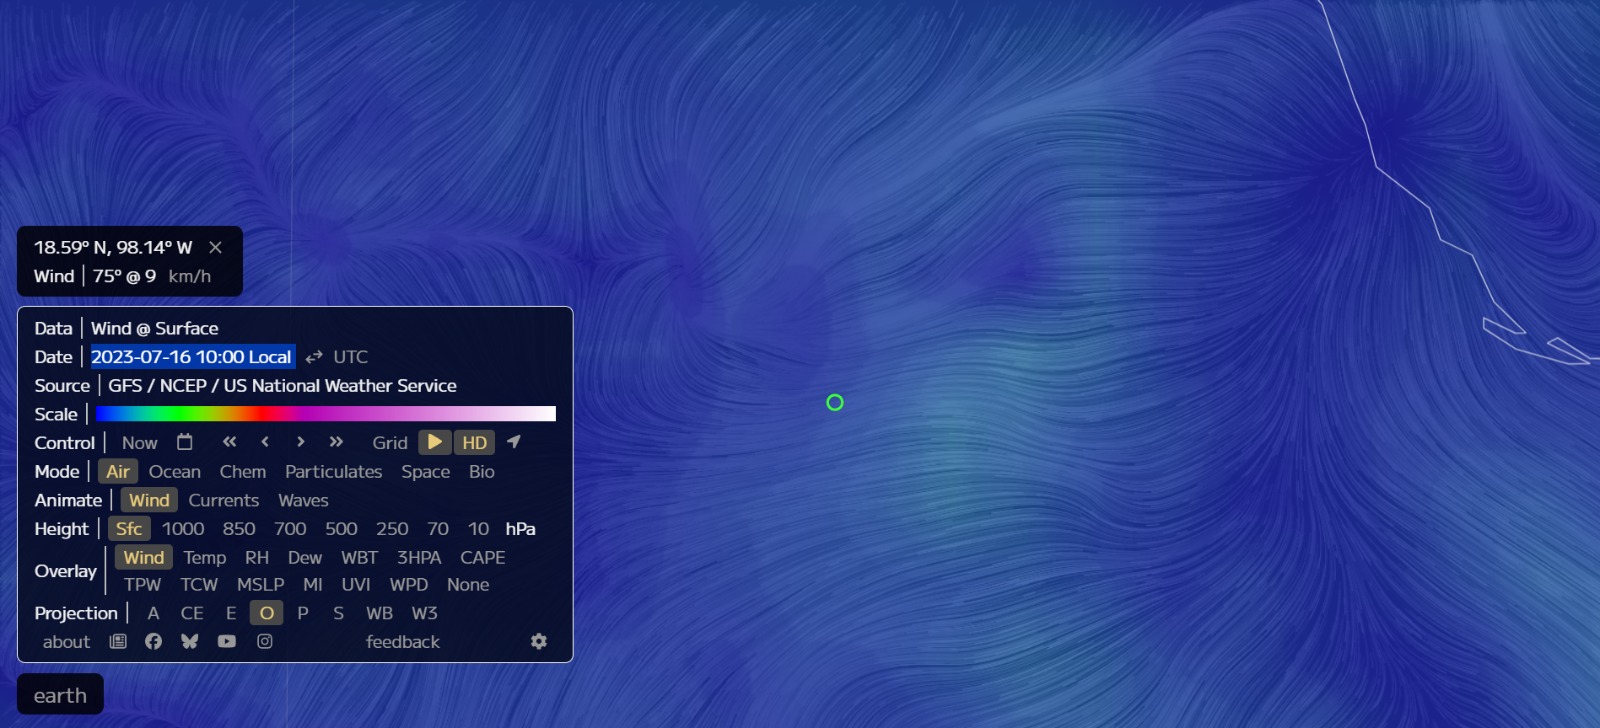 18.59° N, 98.14° W ×
Wind | 75° @ 9 km/h
Data | Wind @ Surface
Date | 2023-07-16 10:00 Local ⇄ UTC
Source | GFS / NCEP / US National Weather Service
Scale |
Control | Now « ‹ › » Grid HD
Mode | Air Ocean Chem Particulates Space Bio
Animate | Wind Currents Waves
Height | Sfc 1000 850 700 500 250 70 10 hPa
Overlay | Wind Temp RH Dew WBT 3HPA CAPE
TPW TCW MSLP MI UVI WPD None
Projection | A CE E O P S WB W3
about feedback
earth